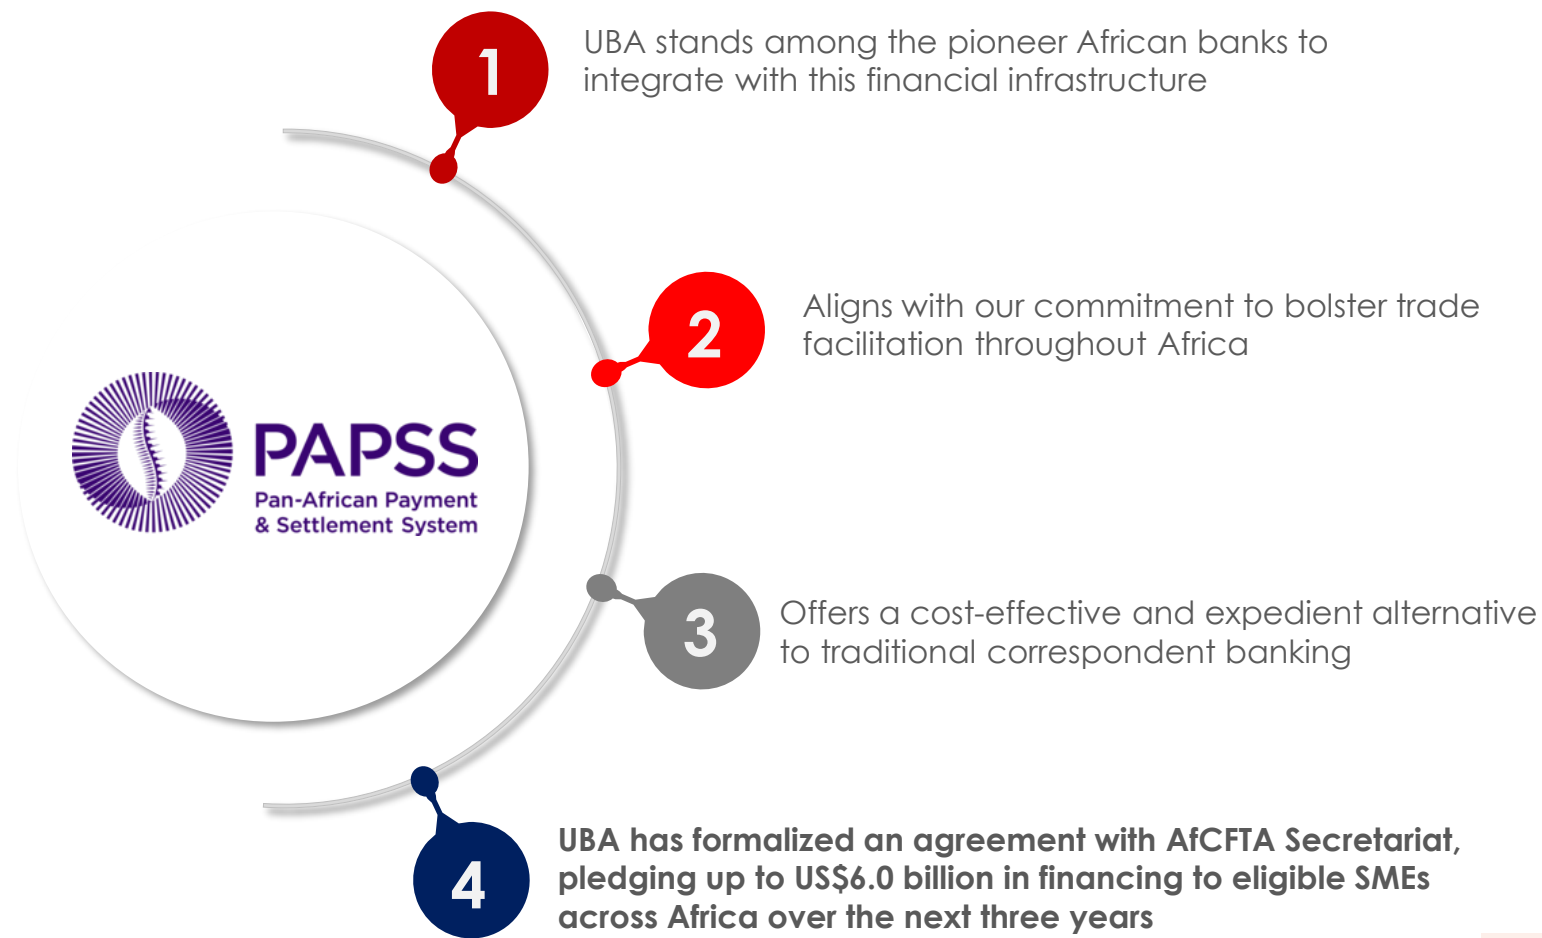 1
UBA stands among the pioneer African banks to
integrate with this financial infrastructure
2
Aligns with our commitment to bolster trade
facilitation throughout Africa
PAPSS
Pan-African Payment
& Settlement System
3
Offers a cost-effective and expedient alternative
to traditional correspondent banking
4
UBA has formalized an agreement with AfCFTA Secretariat,
pledging up to US$6.0 billion in financing to eligible SMEs
across Africa over the next three years